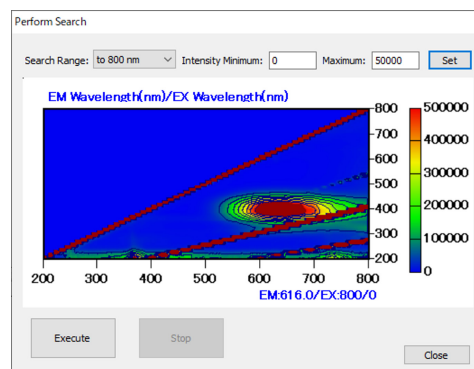 Perform Search
Search Range: to 800 nm Intensity Minimum: 0 Maximum: 50000 Set
EM Wavelength(nm)/EX Wavelength(nm)
800
700
600
500
400
300
200
500000
400000
300000
200000
100000
0
200 300 400 500 600 700 800
EM:616.0/EX:800/0
Execute Stop
Close